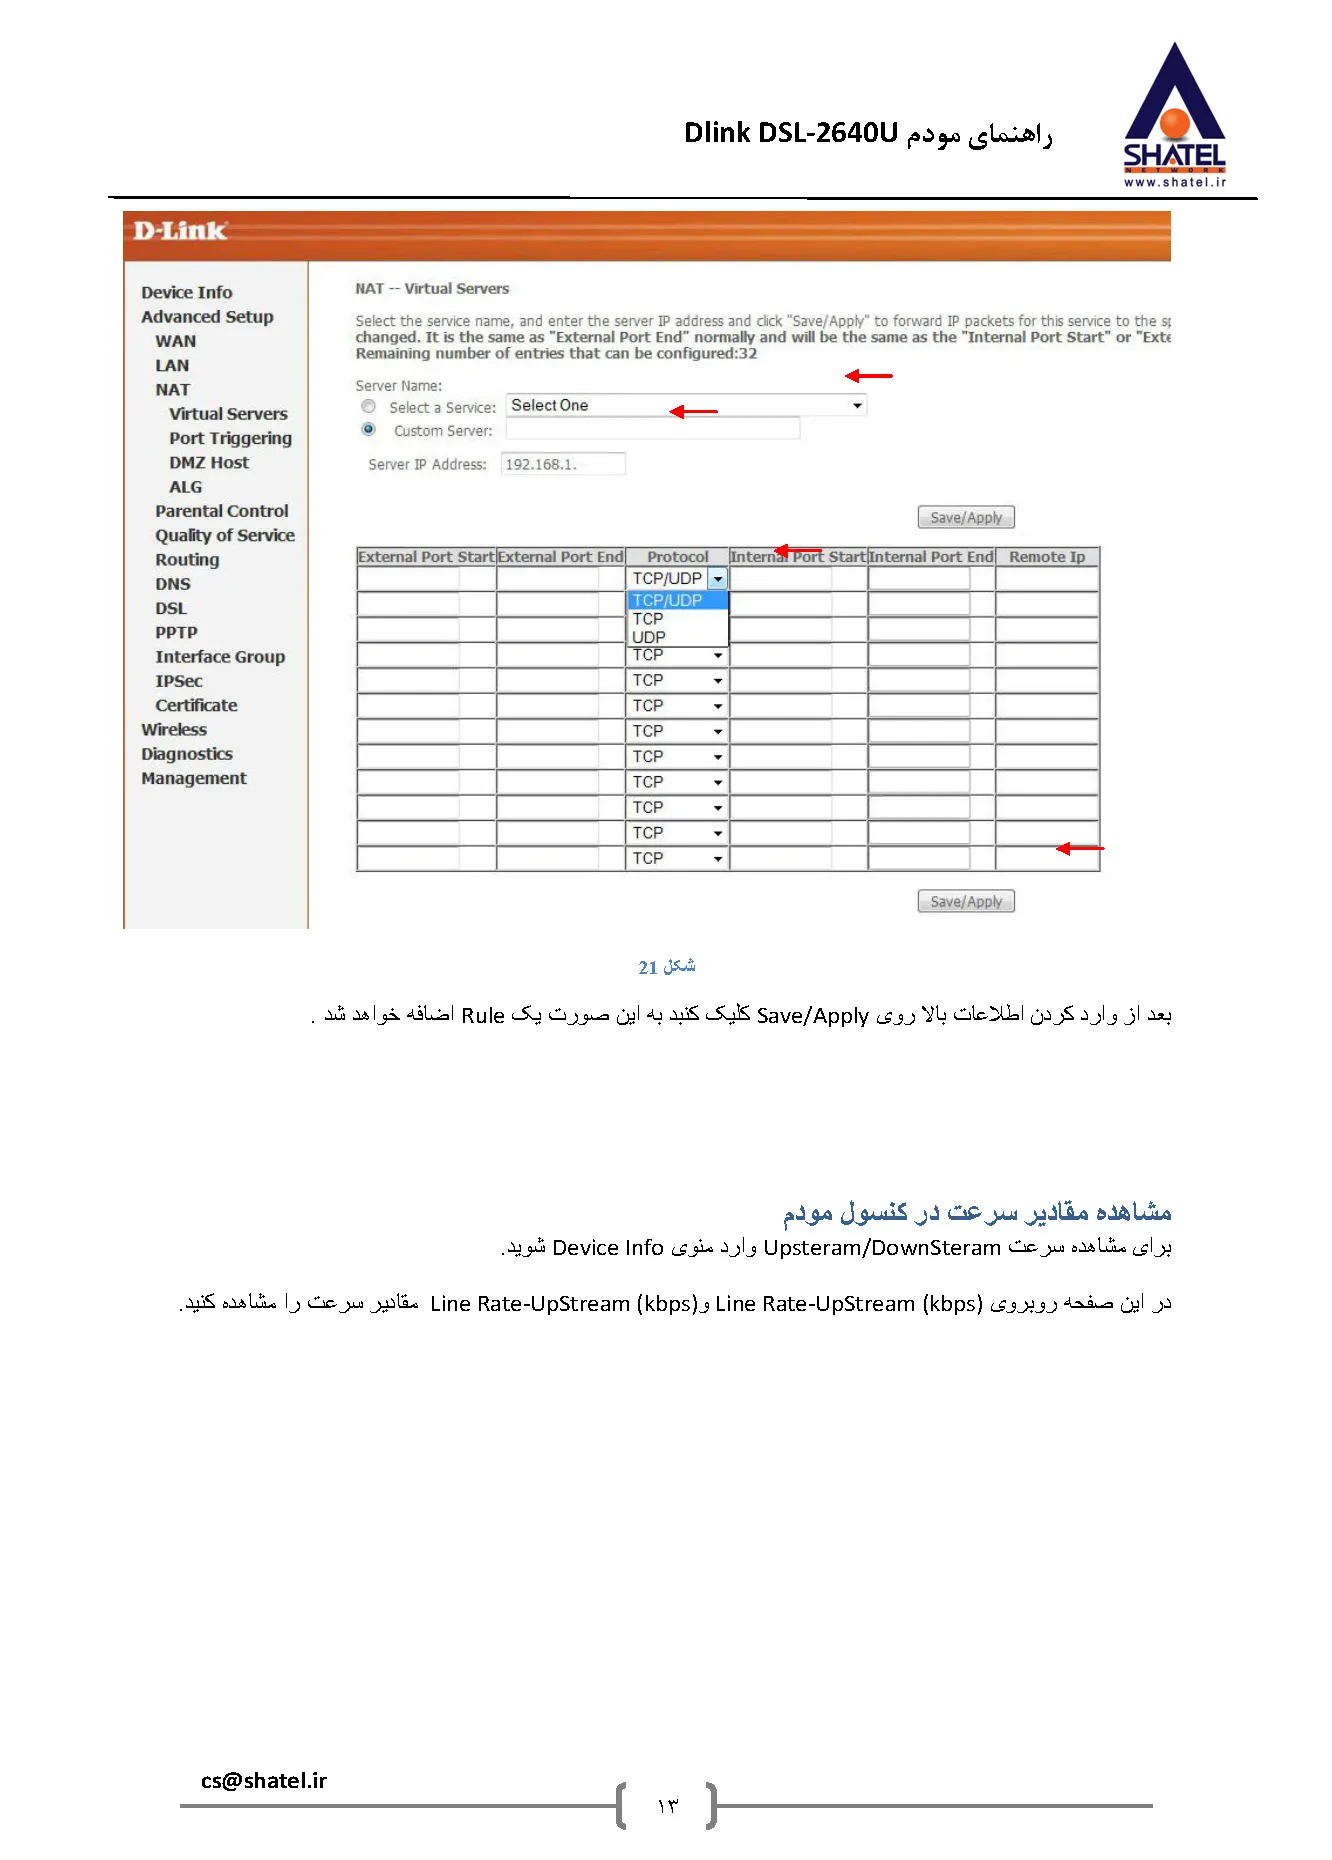 راهنمای مودم Dlink DSL-2640U
SHATEL
NETWORK
www.shatel.ir
D-Link
Device Info
Advanced Setup
WAN
LAN
NAT
Virtual Servers
Port Triggering
DMZ Host
ALG
Parental Control
Quality of Service
Routing
DNS
DSL
PPTP
Interface Group
IPSec
Certificate
Wireless
Diagnostics
Management
NAT -- Virtual Servers
Select the service name, and enter the server IP address and click "Save/Apply" to forward IP packets for this service to the sp
changed. It is the same as "External Port End" normally and will be the same as the "Internal Port Start" or "Exte
Remaining number of entries that can be configured:32
Server Name:
Select a Service: Select One
Custom Server:
Server IP Address: 192.168.1.
Save/Apply
External Port Start External Port End Protocol Internal Port Start Internal Port End Remote Ip
TCP/UDP
TCP/UDP
TCP
UDP
TCP
TCP
TCP
TCP
TCP
TCP
TCP
TCP
TCP
Save/Apply
شکل 21
بعد از وارد کردن اطلاعات بالا روی Save/Apply کلیک کنبد به این صورت یک Rule اضافه خواهد شد .
مشاهده مقادیر سرعت در کنسول مودم
برای مشاهده سرعت Upsteram/DownSteram وارد منوی Device Info شوید.
در این صفحه روبروی Line Rate-UpStream (kbps) وLine Rate-UpStream (kbps) مقادیر سرعت را مشاهده کنید.
cs@shatel.ir
۱۳